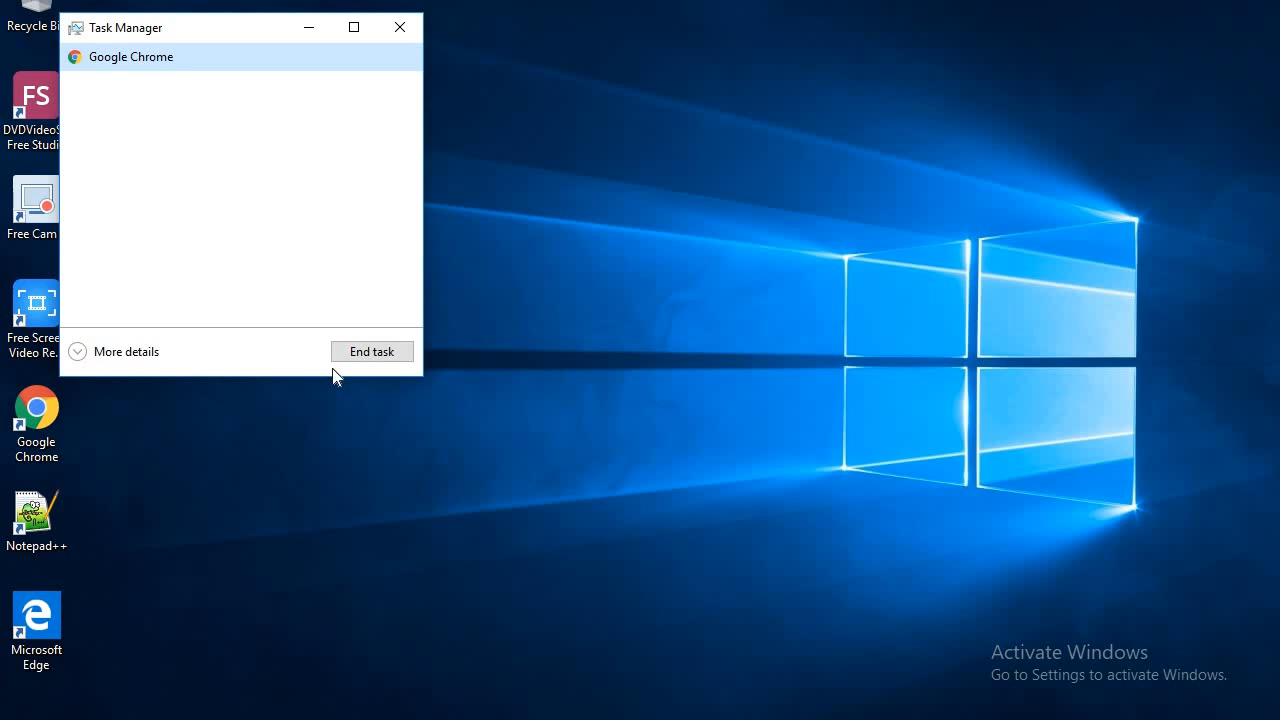 Recycle Bi
Task Manager
Google Chrome
FS
DVDVideoS
Free Studi
Free Cam
Free Scree
Video Re.
More details
End task
Google
Chrome
Notepad++
Microsoft
Edge
Activate Windows
Go to Settings to activate Windows.